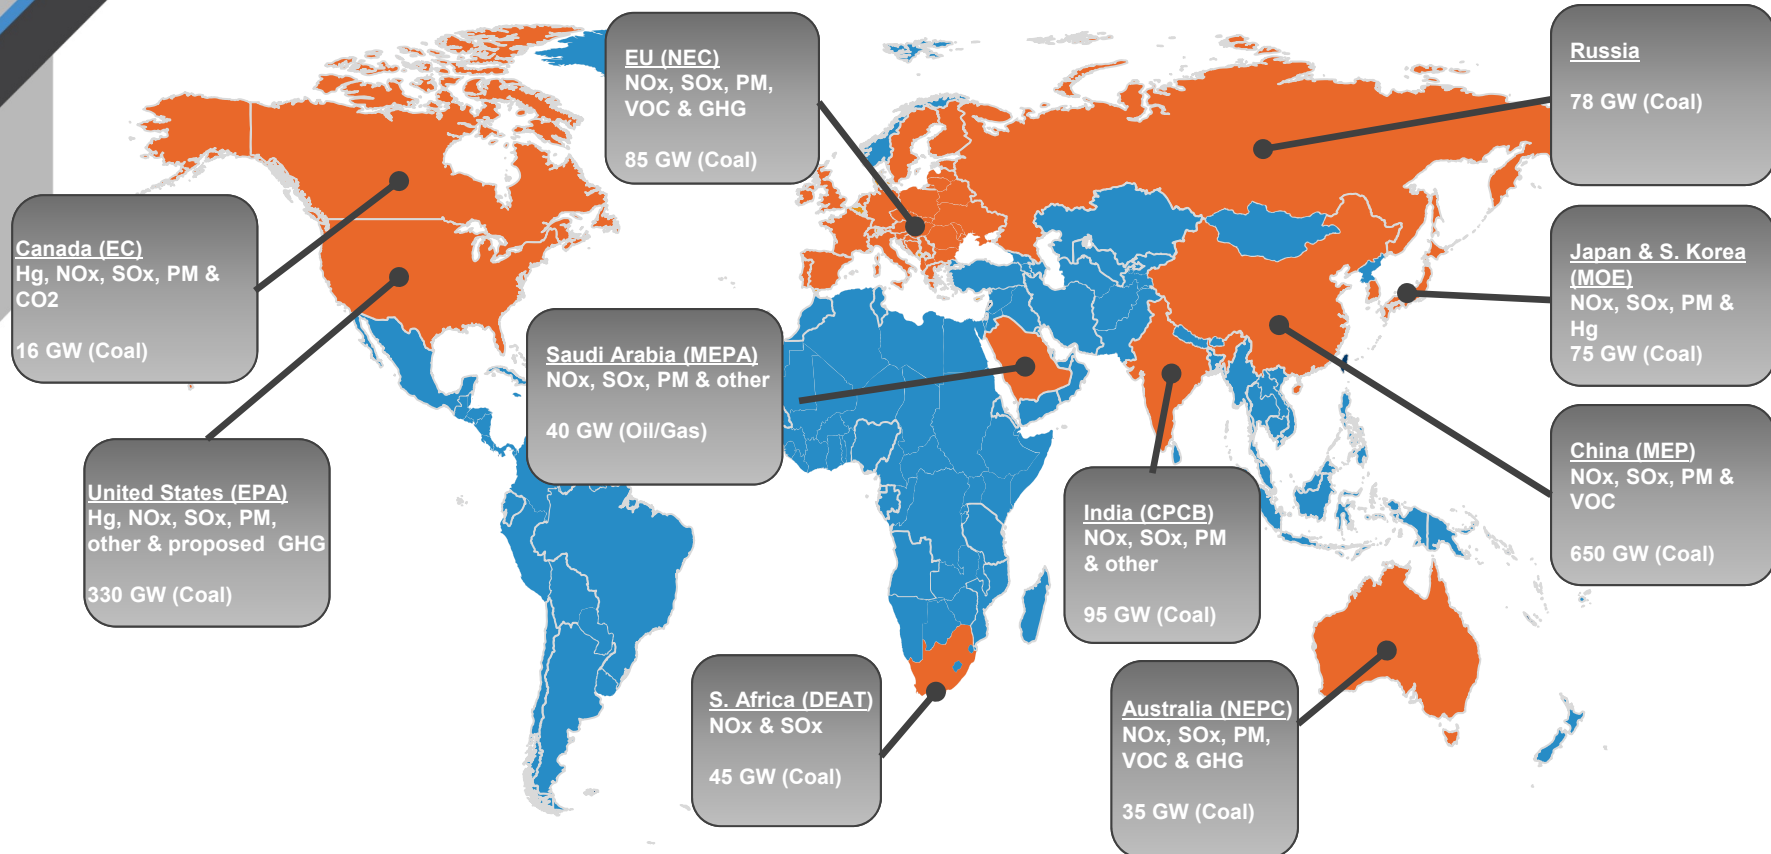 EU (NEC)
NOx, SOx, PM,
VOC & GHG
85 GW (Coal)
Russia
78 GW (Coal)
Canada (EC)
Hg, NOx, SOx, PM &
CO2
16 GW (Coal)
Japan & S. Korea
(MOE)
NOx, SOx, PM &
Hg
75 GW (Coal)
Saudi Arabia (MEPA)
NOx, SOx, PM & other
40 GW (Oil/Gas)
United States (EPA)
Hg, NOx, SOx, PM,
other & proposed GHG
330 GW (Coal)
India (CPCB)
NOx, SOx, PM
& other
95 GW (Coal)
China (MEP)
NOx, SOx, PM &
VOC
650 GW (Coal)
S. Africa (DEAT)
NOx & SOx
45 GW (Coal)
Australia (NEPC)
NOx, SOx, PM,
VOC & GHG
35 GW (Coal)